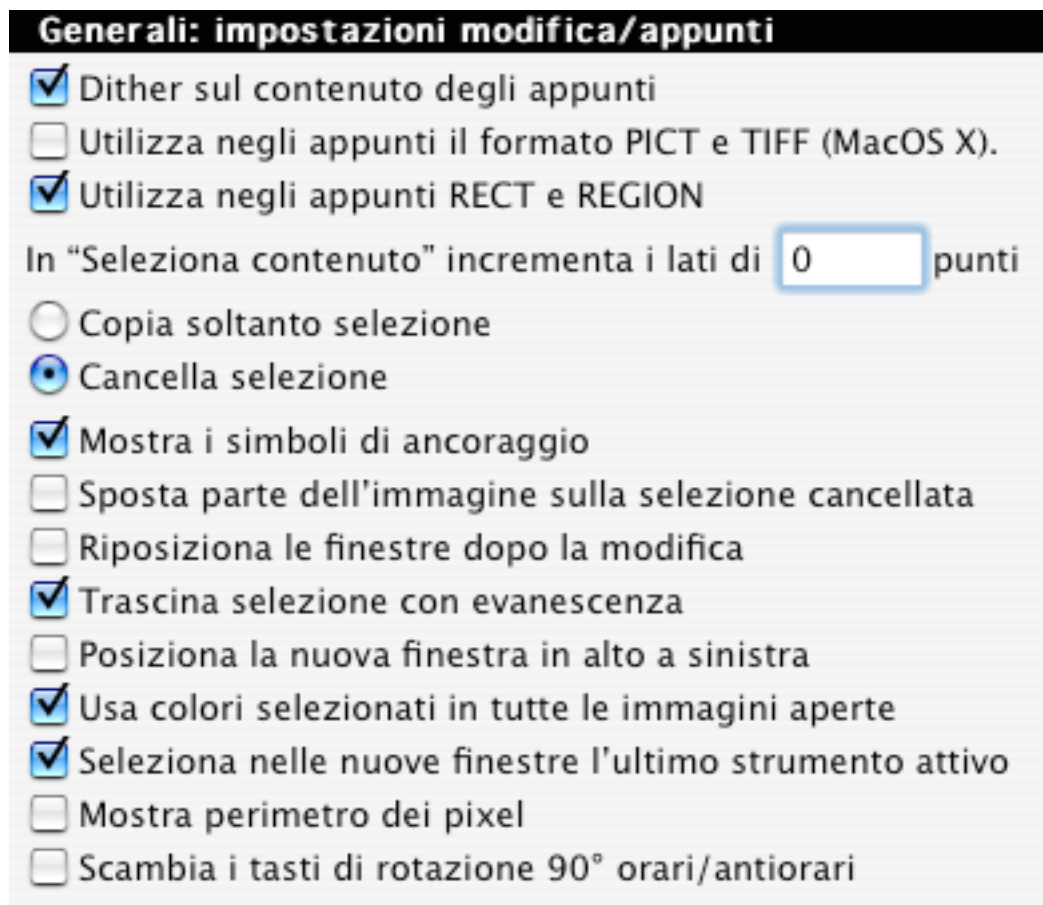 Generali: impostazioni modifica/appunti
Dither sul contenuto degli appunti
Utilizza negli appunti il formato PICT e TIFF (MacOS X).
Utilizza negli appunti RECT e REGION
In “Seleziona contenuto” incrementa i lati di 0 punti
Copia soltanto selezione
Cancella selezione
Mostra i simboli di ancoraggio
Sposta parte dell'immagine sulla selezione cancellata
Riposiziona le finestre dopo la modifica
Trascina selezione con evanescenza
Posiziona la nuova finestra in alto a sinistra
Usa colori selezionati in tutte le immagini aperte
Seleziona nelle nuove finestre l'ultimo strumento attivo
Mostra perimetro dei pixel
Scambia i tasti di rotazione 90° orari/antiorari